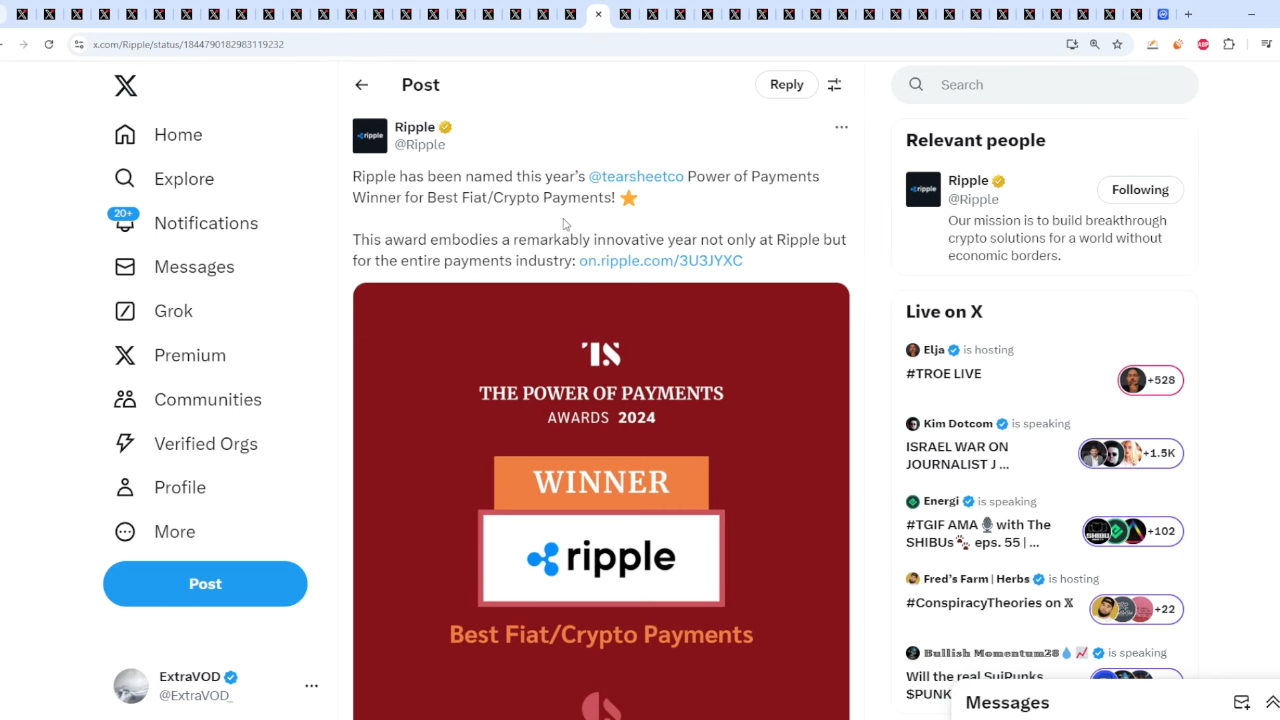 x.com/Ripple/status/1844790182983119232
ABP
Home
Explore
20+
Notifications
Messages
Grok
Premium
Communities
Verified Orgs
Profile
More
Post
ExtraVOD
@ExtraVOD_
Post
Reply
ripple
Ripple
@Ripple
Ripple has been named this year’s @tearsheetco Power of Payments
Winner for Best Fiat/Crypto Payments! ⭐
This award embodies a remarkably innovative year not only at Ripple but
for the entire payments industry: on.ripple.com/3U3JYXC
TS
THE POWER OF PAYMENTS
AWARDS 2024
WINNER
ripple
Best Fiat/Crypto Payments
Search
Relevant people
ripple
Ripple
@Ripple
Following
Our mission is to build breakthrough
crypto solutions for a world without
economic borders.
Live on X
Elja is hosting
#TROE LIVE
+528
Kim Dotcom is speaking
ISRAEL WAR ON
JOURNALIST J ...
+1.5K
Energi is speaking
#TGIF AMA 🎙️with The
SHIBUs🐾 eps. 55 | ...
+102
Fred’s Farm | Herbs is hosting
#ConspiracyTheories on 𝕏
+22
𝔹𝕦𝕝𝕝𝕚𝕤𝕙 𝕄𝕠𝕞𝕖𝕟𝕥𝕦𝕞𝟚𝟠💧📈 is speaking
Will the real SuiPunks
$PUNK
Messages